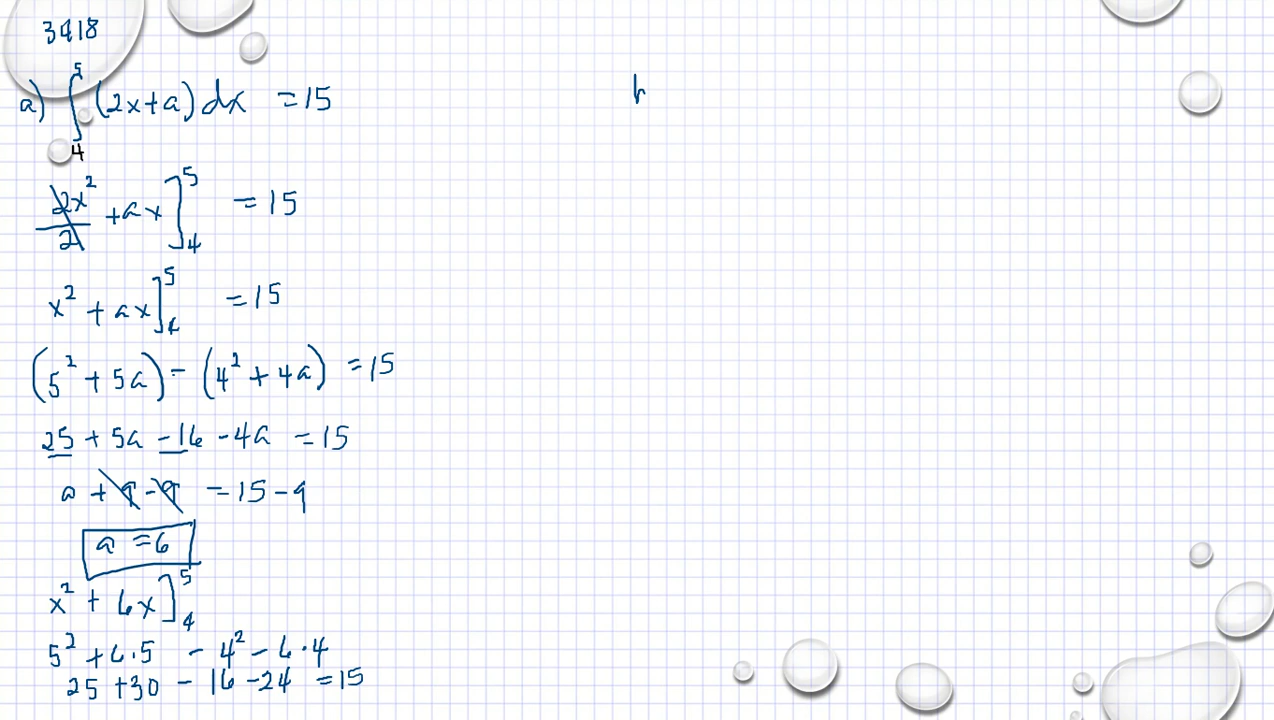 3418
a) ∫₄⁵ (2x+a) dx = 15
2x²/2 + ax]₄⁵ = 15
x² + ax]₄⁵ = 15
(5² + 5a) - (4² + 4a) = 15
25 + 5a - 16 - 4a = 15
a + 9 - 9 = 15 - 9
a = 6
x² + 6x]₄⁵
5² + 6·5 - 4² - 6·4
25 + 30 - 16 - 24 = 15